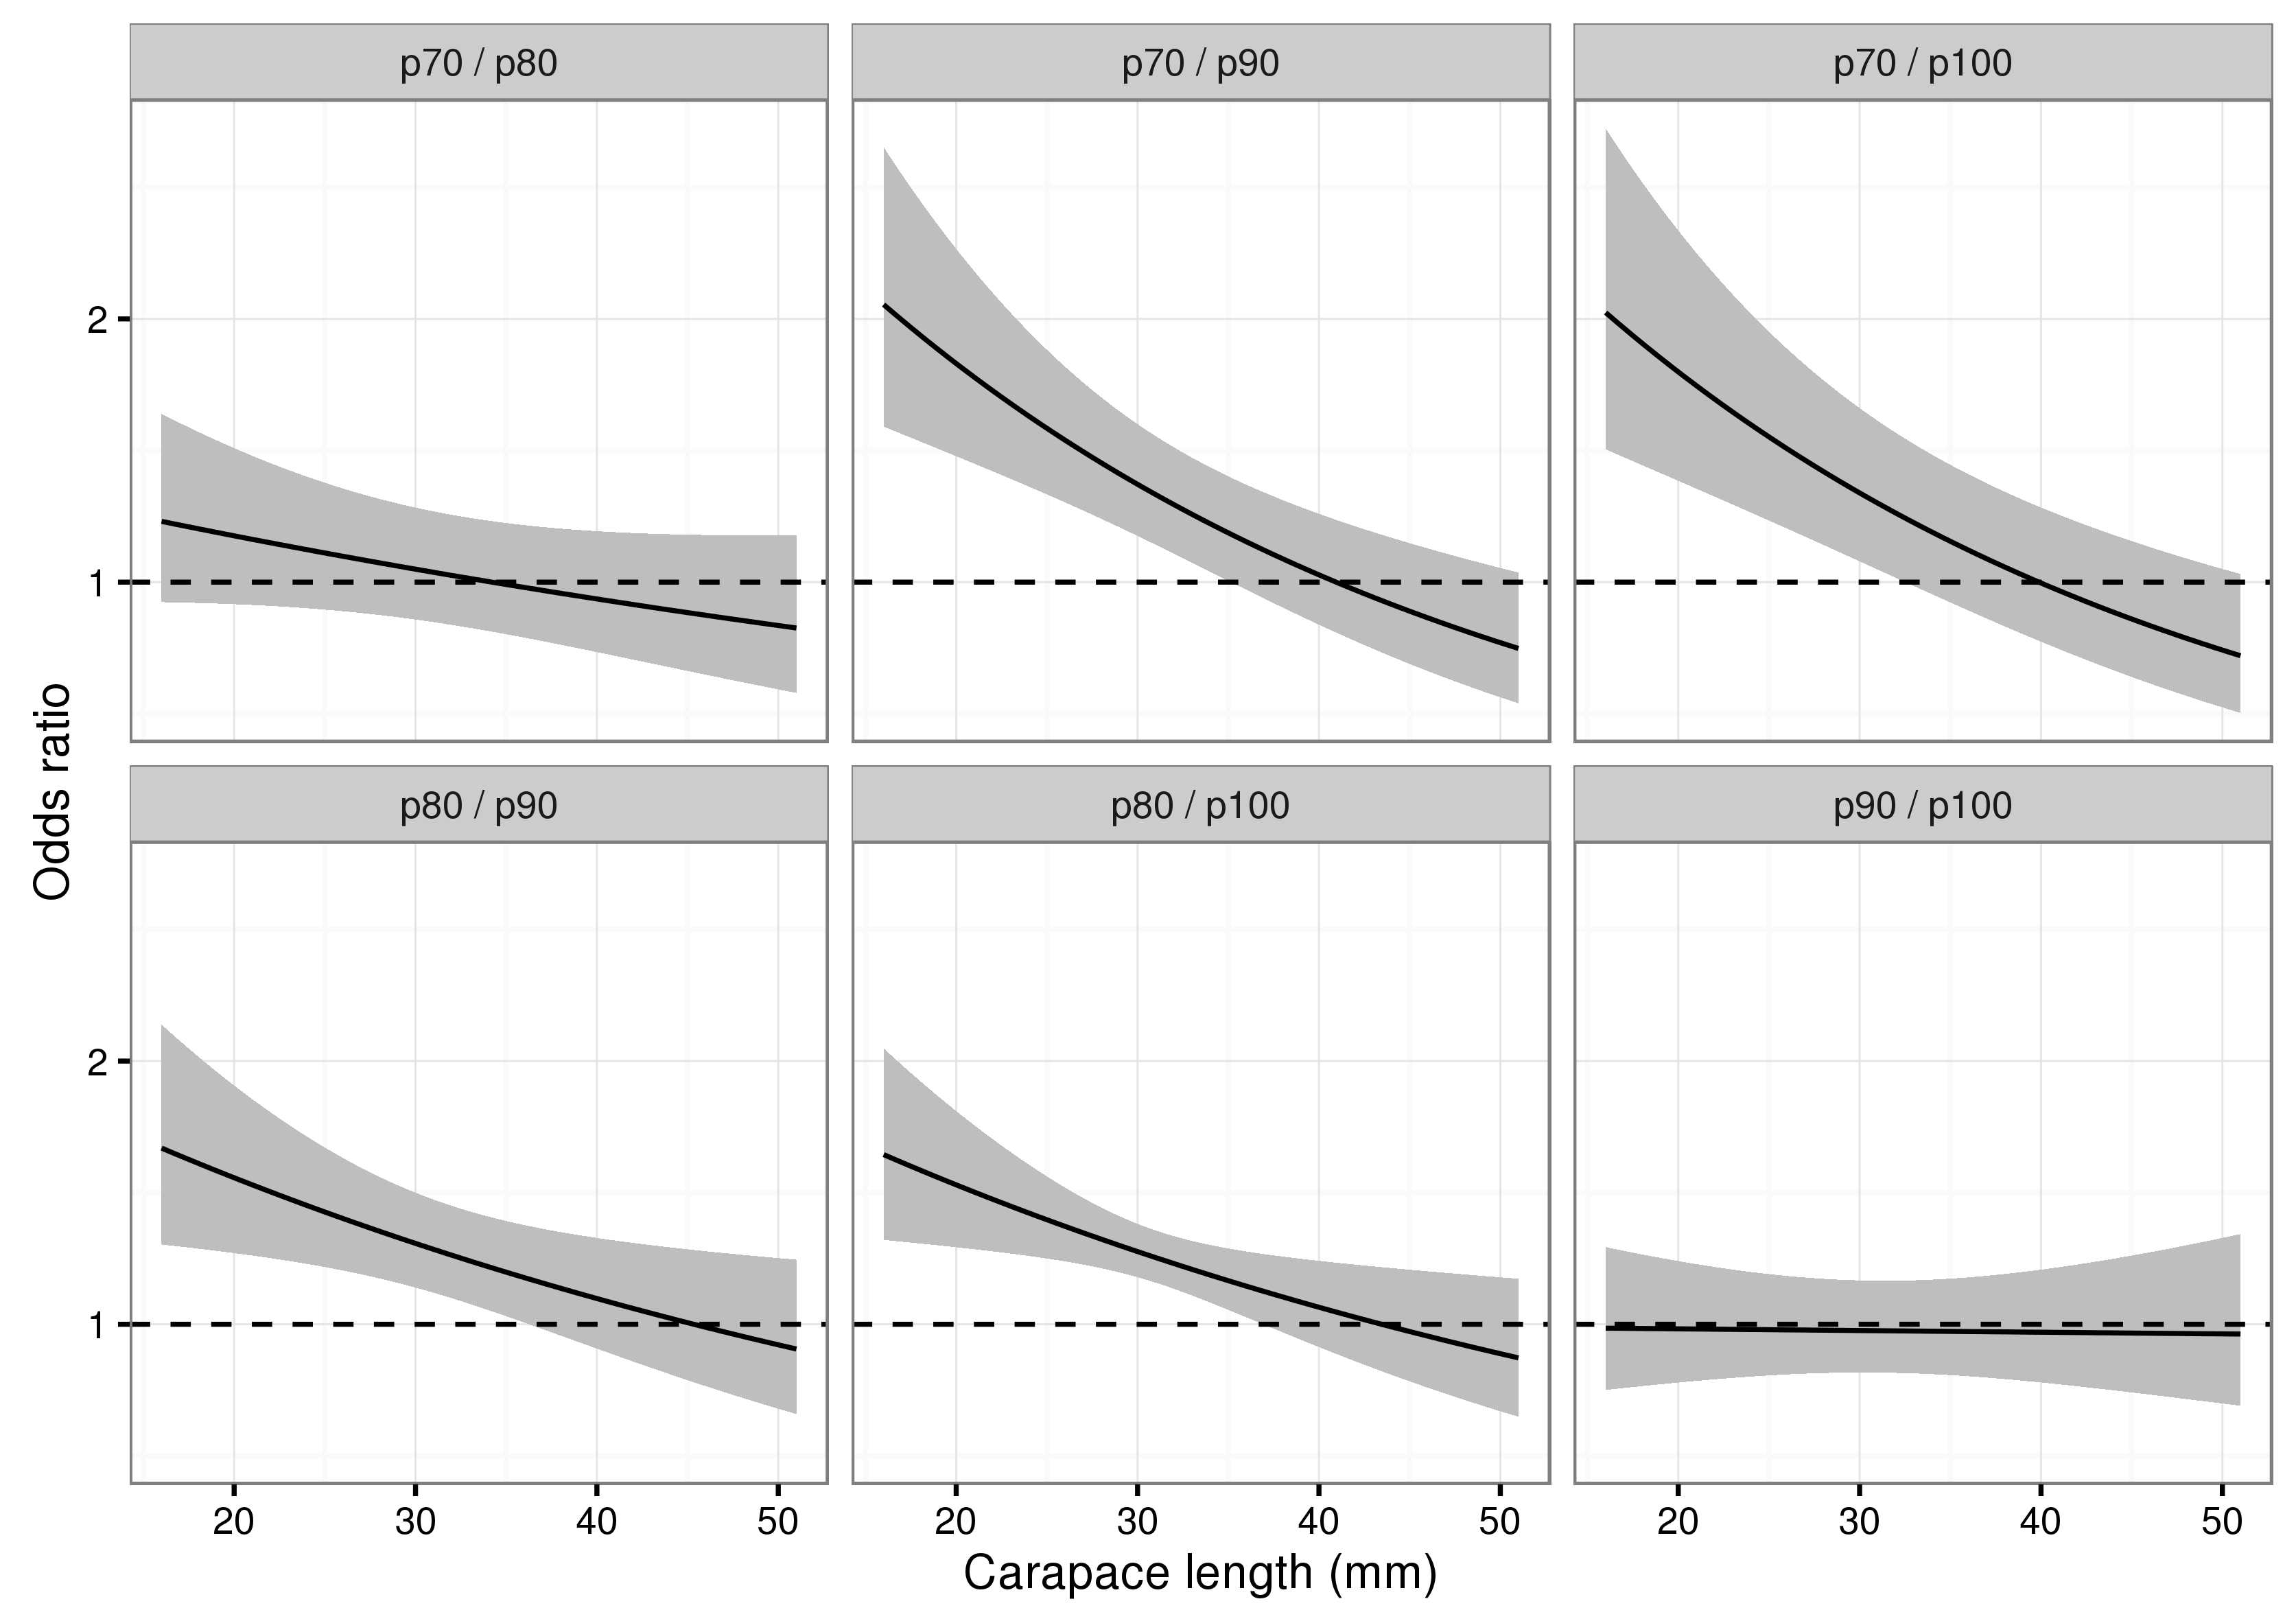 p70 / p80
p70 / p90
p70 / p100
2
1
Odds ratio
p80 / p90
p80 / p100
p90 / p100
2
1
20 30 40 50
20 30 40 50
20 30 40 50
Carapace length (mm)